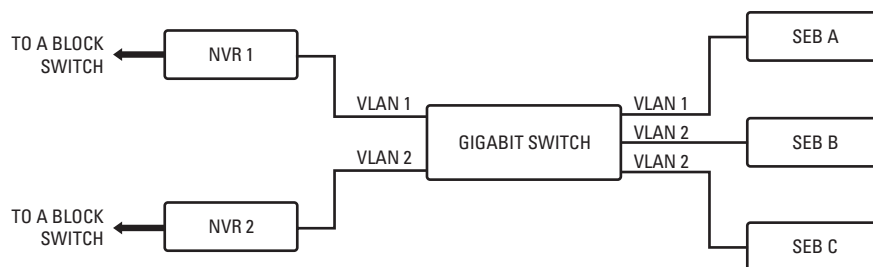 TO A BLOCK
SWITCH
NVR 1
VLAN 1
VLAN 2
TO A BLOCK
SWITCH
NVR 2
GIGABIT SWITCH
VLAN 1
VLAN 2
VLAN 2
SEB A
SEB B
SEB C